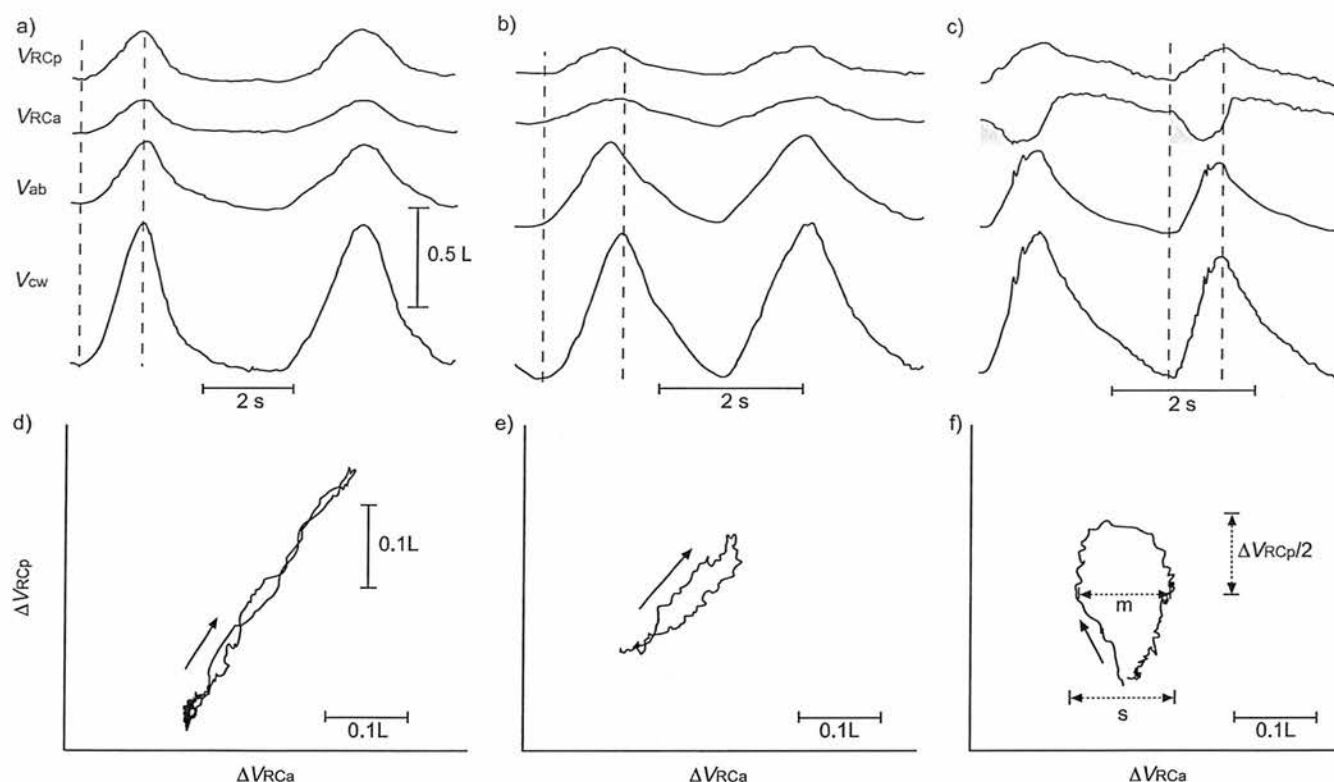 a)
b)
c)
VRCp
VRCa
Vab
Vcw
0.5 L
2 s
2 s
2 s
d)
e)
f)
ΔVRCp
0.1L
ΔVRCp/2
m
s
0.1L
0.1L
0.1L
ΔVRCa
ΔVRCa
ΔVRCa